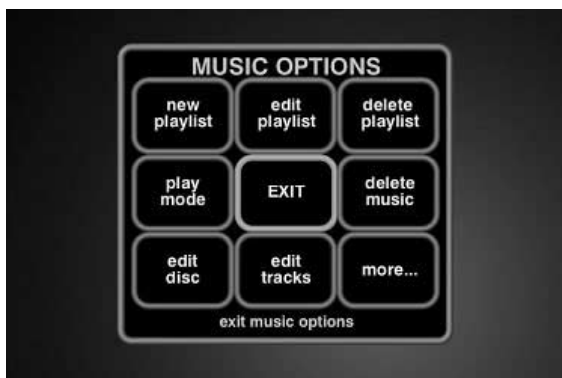 MUSIC OPTIONS
new playlist
edit playlist
delete playlist
play mode
EXIT
delete music
edit disc
edit tracks
more...
exit music options